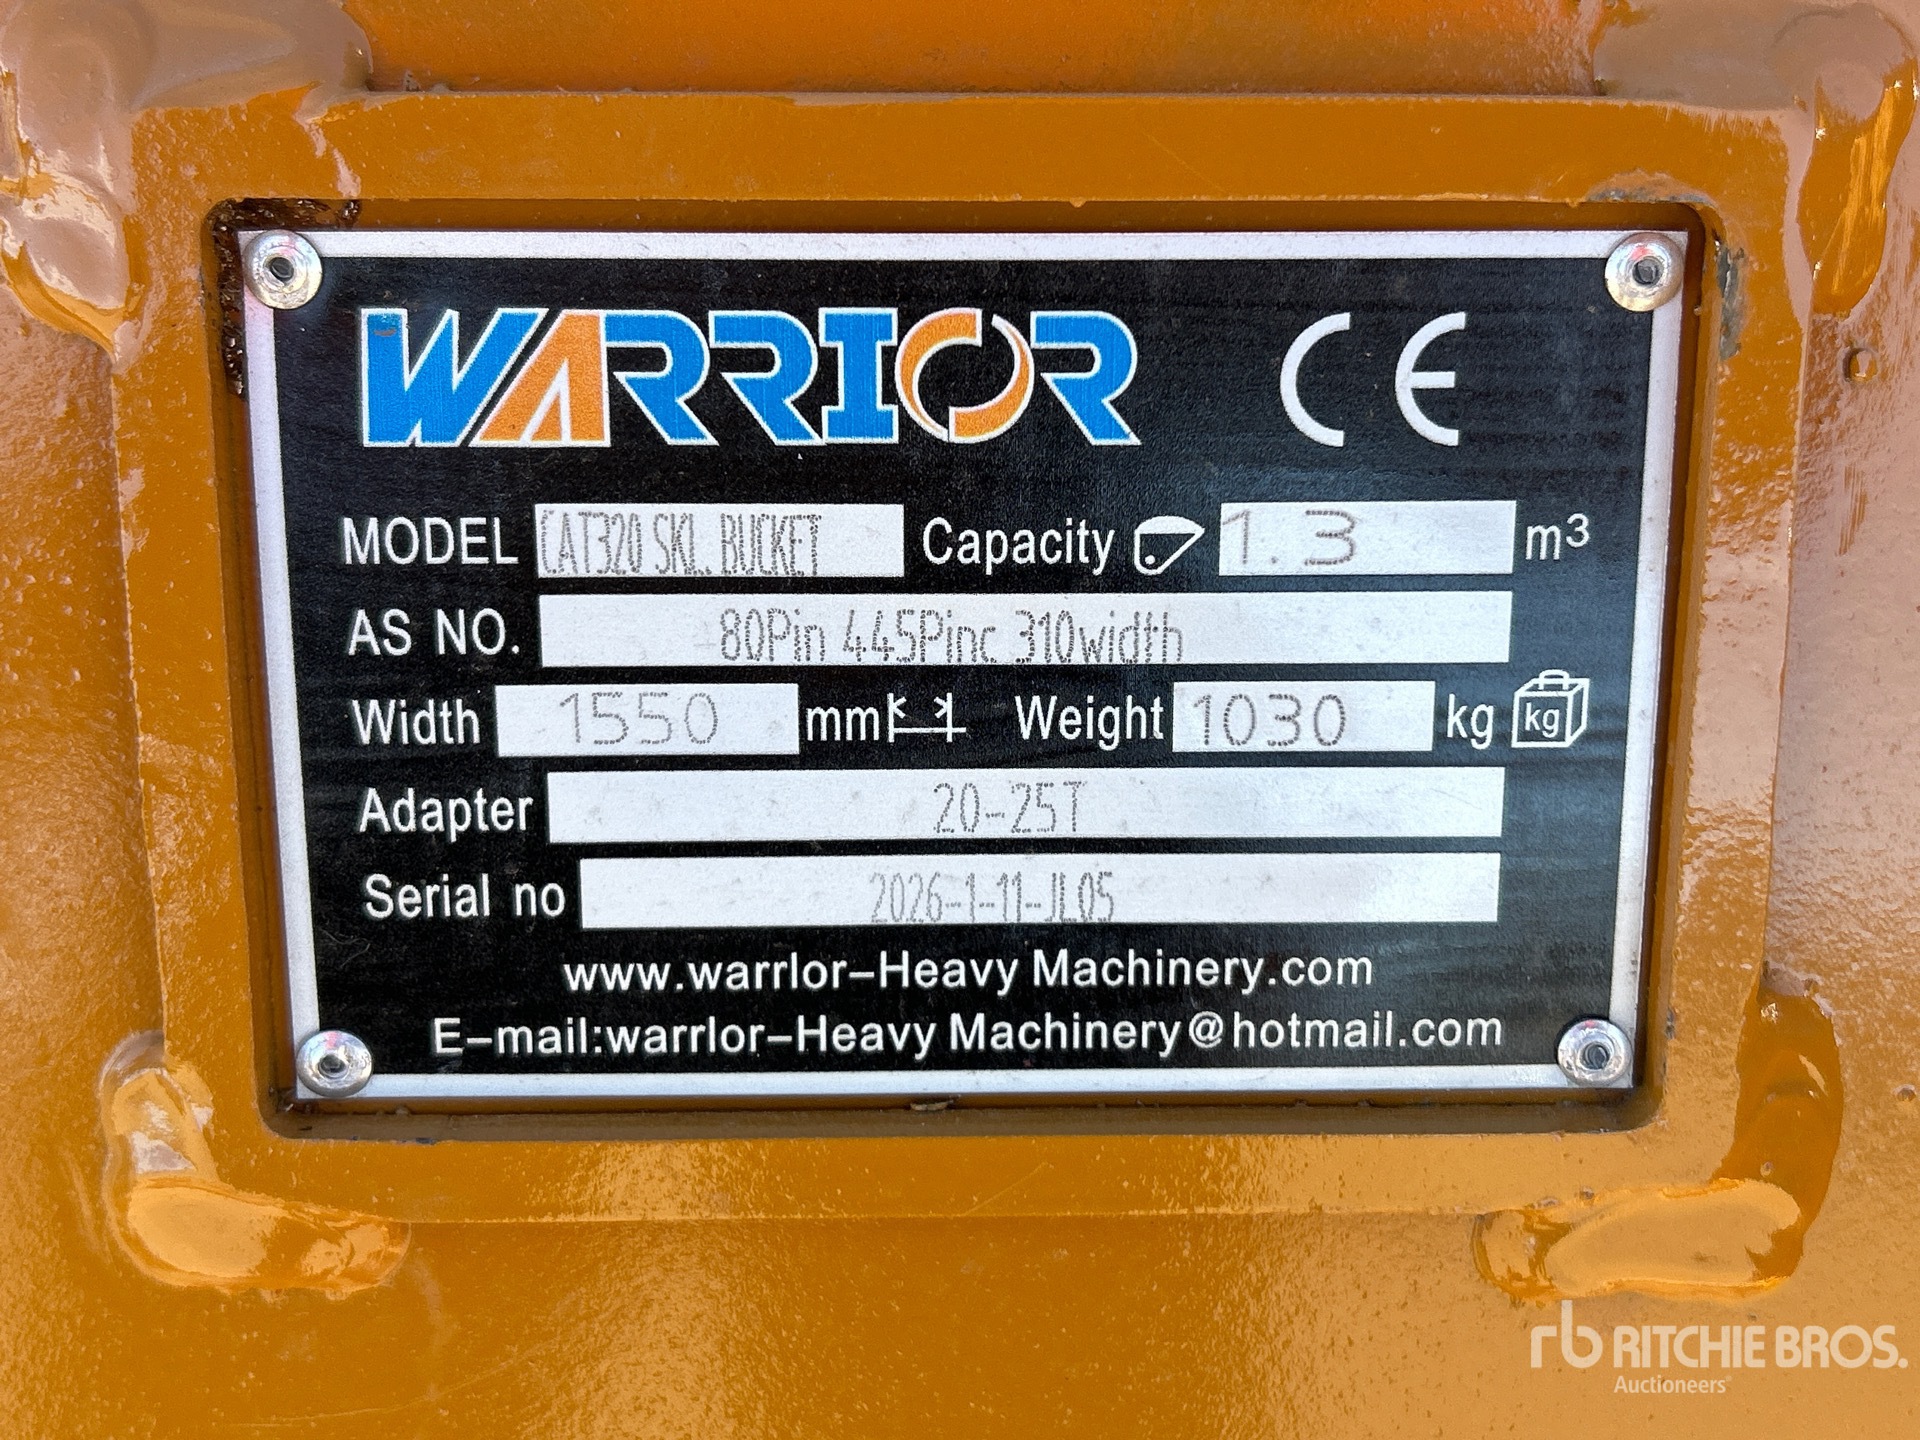 WARRIOR CE
MODEL CAT320 SKL. BUCKET Capacity 1.3 m³
AS NO. 80Pin 445Pinc 310width
Width 1550 mm Weight 1030 kg kg
Adapter 20-25T
Serial no 2026-1-11-JL05
www.warrlor-Heavy Machinery.com
E-mail:warrlor-Heavy Machinery@hotmail.com
rb RITCHIE BROS.
Auctioneers